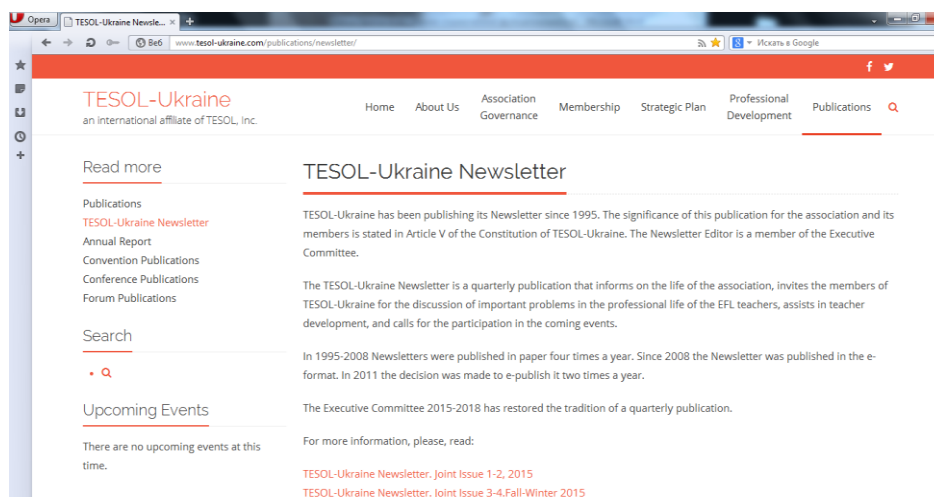 Opera
TESOL-Ukraine Newsle...
Веб
www.tesol-ukraine.com/publications/newsletter/
Искать в Google
TESOL-Ukraine
an international affiliate of TESOL, Inc.
Home
About Us
Association
Governance
Membership
Strategic Plan
Professional
Development
Publications
Read more
Publications
TESOL-Ukraine Newsletter
Annual Report
Convention Publications
Conference Publications
Forum Publications
Search
Upcoming Events
There are no upcoming events at this
time.
TESOL-Ukraine Newsletter
TESOL-Ukraine has been publishing its Newsletter since 1995. The significance of this publication for the association and its
members is stated in Article V of the Constitution of TESOL-Ukraine. The Newsletter Editor is a member of the Executive
Committee.
The TESOL-Ukraine Newsletter is a quarterly publication that informs on the life of the association, invites the members of
TESOL-Ukraine for the discussion of important problems in the professional life of the EFL teachers, assists in teacher
development, and calls for the participation in the coming events.
In 1995-2008 Newsletters were published in paper four times a year. Since 2008 the Newsletter was published in the e-
format. In 2011 the decision was made to e-publish it two times a year.
The Executive Committee 2015-2018 has restored the tradition of a quarterly publication.
For more information, please, read:
TESOL-Ukraine Newsletter. Joint Issue 1-2, 2015
TESOL-Ukraine Newsletter. Joint Issue 3-4.Fall-Winter 2015